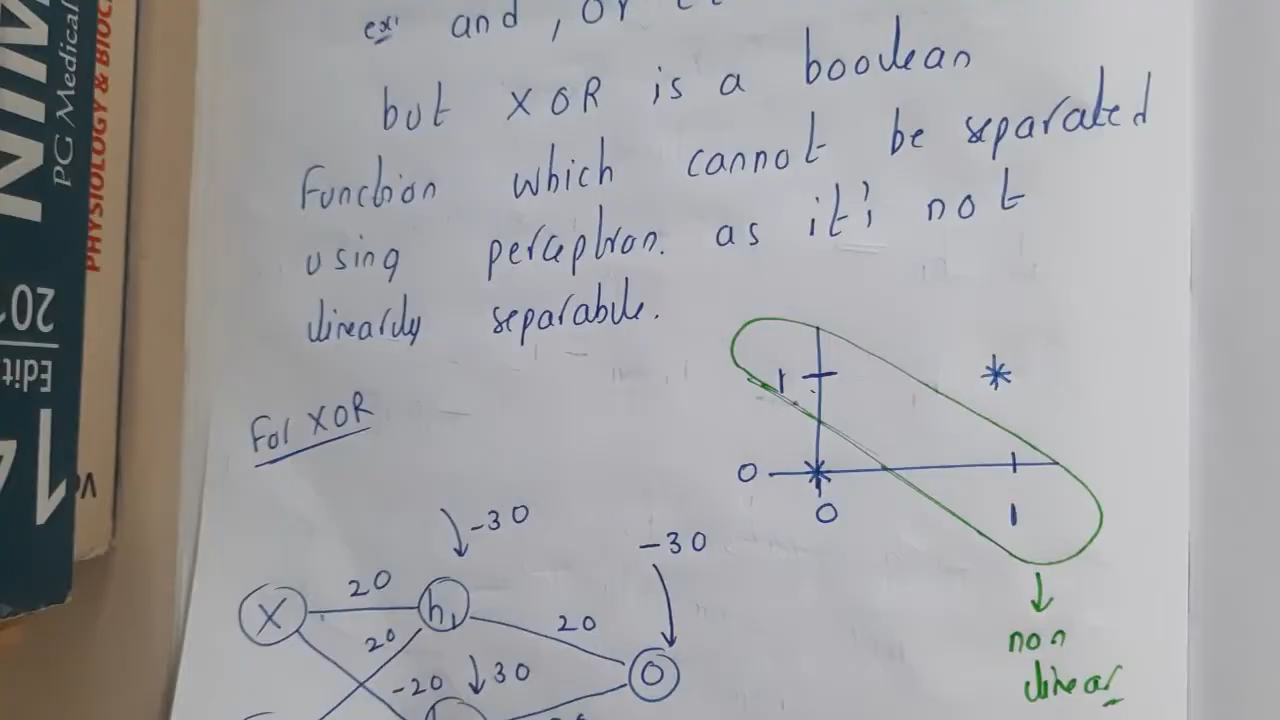 ex: and, or
but XOR is a boolean
function which cannot be separated
using perceptron. as it's not
linearly separable.
1
0
0
1
For XOR
-30
-30
X
20
h1
20
20
-20
30
O
non
linear
PG Medical
PHYSIOLOGY & BIOC
Edit